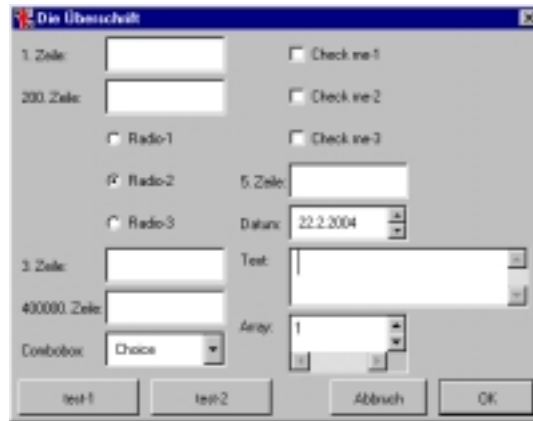 Die Überschrift
1. Zeile:
Check me-1
200. Zeile:
Check me-2
Radio-1
Check me-3
Radio-2
5. Zeile:
Radio-3
Datum:
22.2.2004
3. Zeile:
Text:
400000. Zeile:
Array:
1
Combobox:
Choice
test-1
test-2
Abbruch
OK